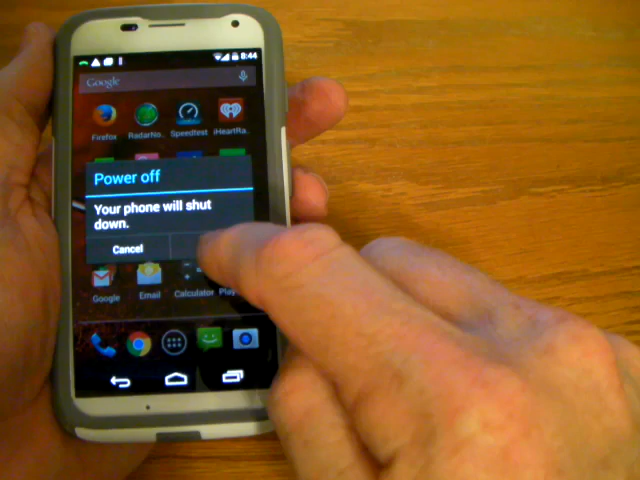 8:44
Google
Firefox RadarNo.. Speedtest iHeartRa..
Power off
Your phone will shut
down.
Cancel
Google Email Calculator Play